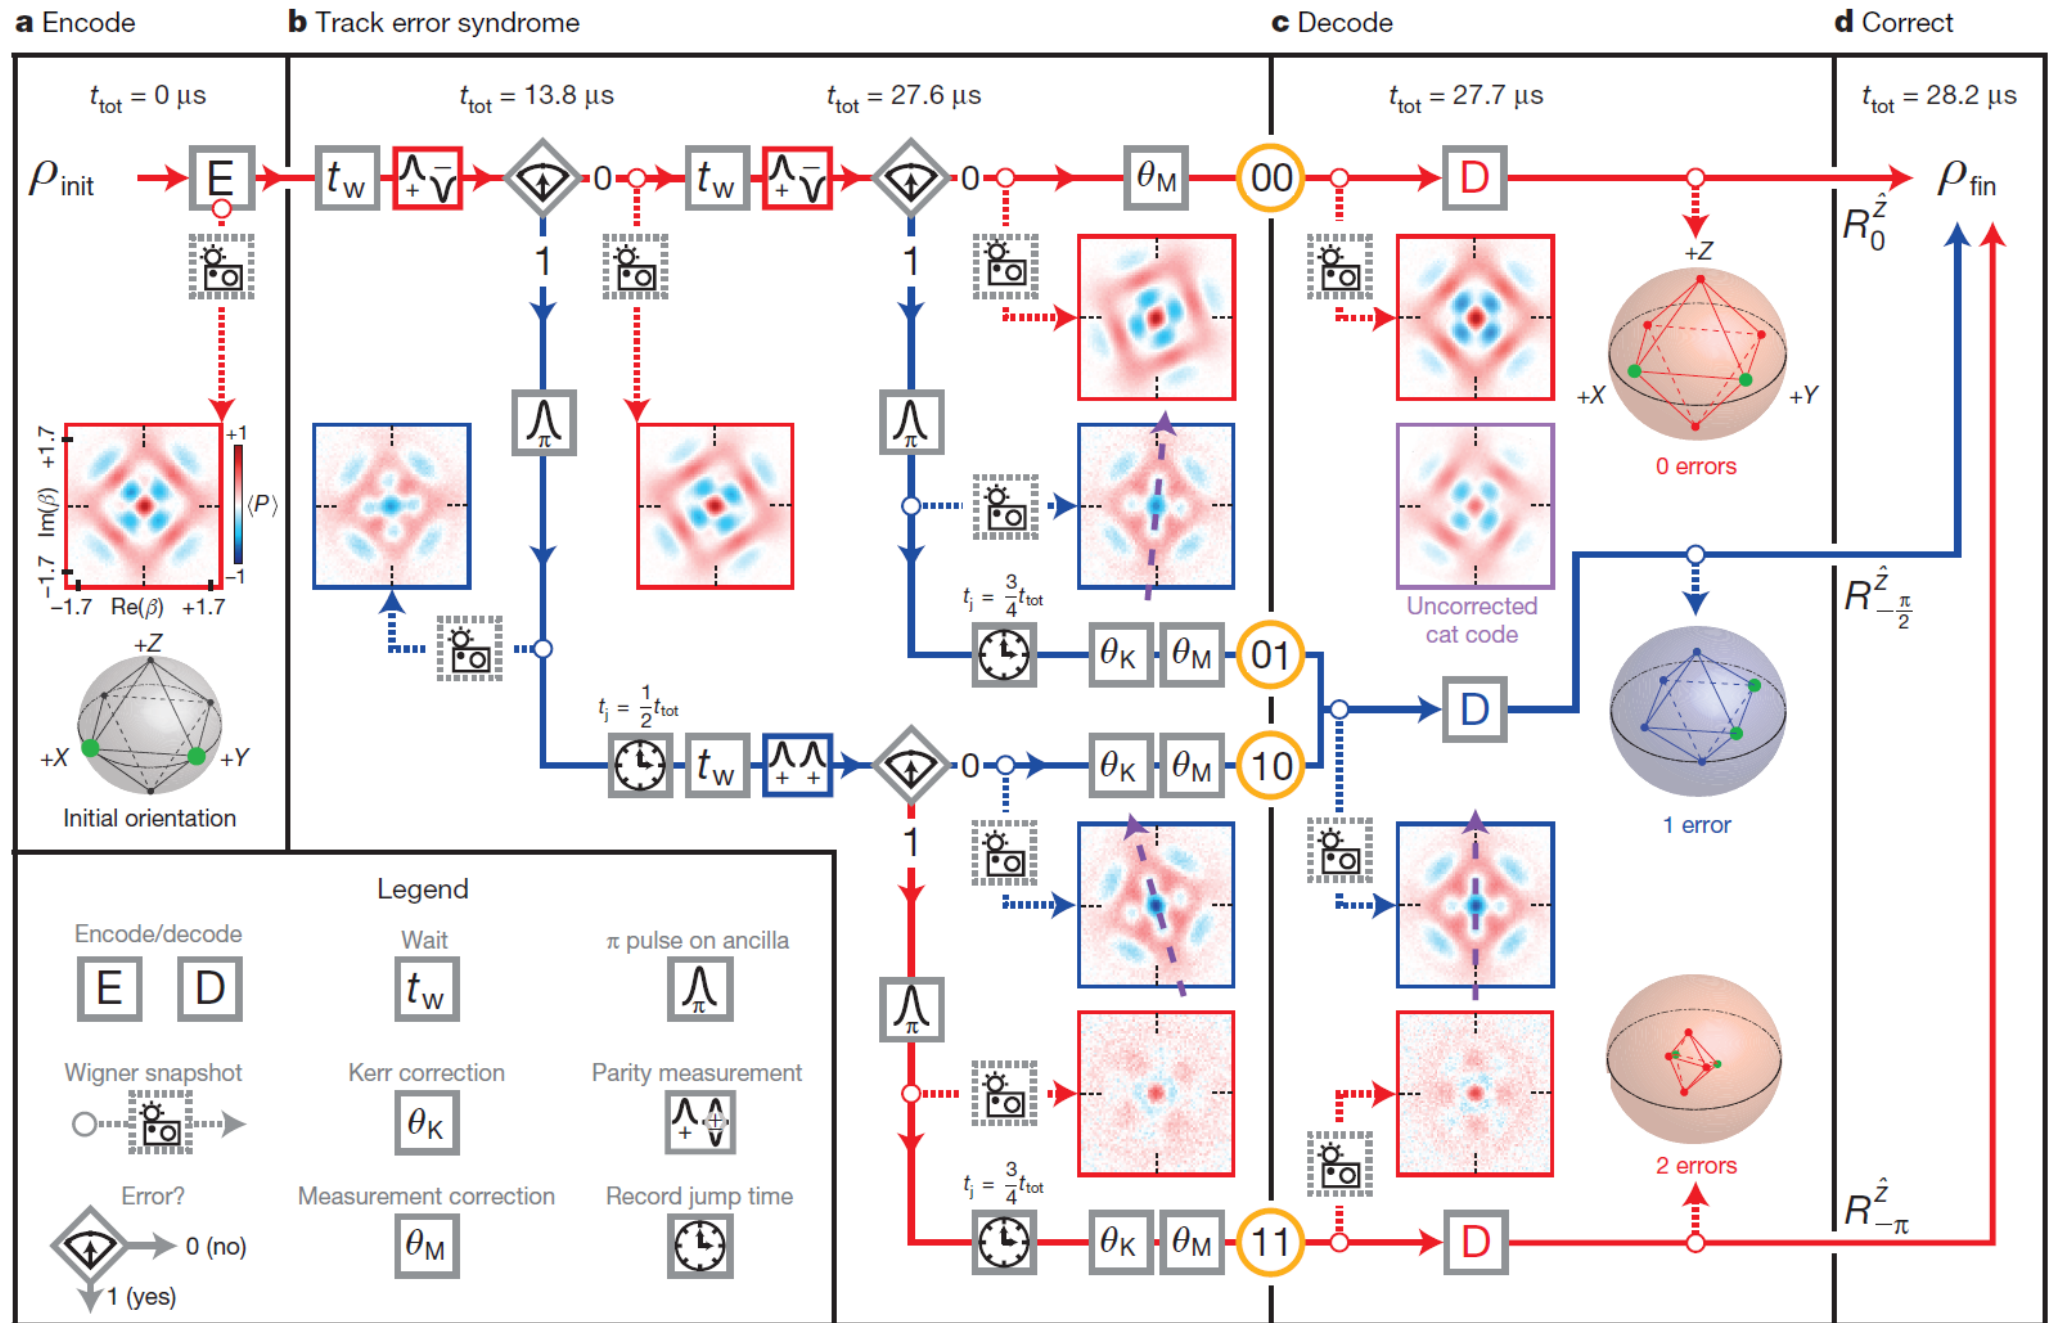 a Encode
b Track error syndrome
c Decode
d Correct
t_tot = 0 μs
t_tot = 13.8 μs
t_tot = 27.6 μs
t_tot = 27.7 μs
t_tot = 28.2 μs
ρ_init
E
t_w
+ −
0
t_w
+ −
0
θ_M
00
D
ρ_fin
R^ẑ_0
1
1
+Z
+X
+Y
0 errors
π
π
+1.7
Im(β)
−1.7
+1
⟨P⟩
−1
−1.7 Re(β) +1.7
Uncorrected
cat code
R^ẑ_{−π/2}
t_j = 3/4 t_tot
θ_K
θ_M
01
D
+Z
+X
+Y
Initial orientation
t_j = 1/2 t_tot
t_w
+ +
0
θ_K
θ_M
10
1 error
1
π
2 errors
t_j = 3/4 t_tot
θ_K
θ_M
11
D
R^ẑ_{−π}
Legend
Encode/decode
Wait
π pulse on ancilla
E
D
t_w
π
Wigner snapshot
Kerr correction
Parity measurement
θ_K
+ ±
Error?
Measurement correction
Record jump time
0 (no)
θ_M
1 (yes)